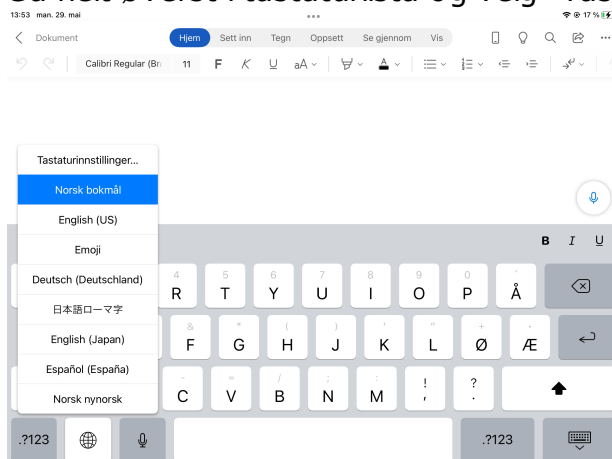 Gå helt øverst i tastaturlista og velg "Tas
13:53 man. 29. mai
17 %
Dokument
Hjem Sett inn Tegn Oppsett Se gjennom Vis
Calibri Regular (Br 11 F K U aA A
Tastaturinnstillinger...
Norsk bokmål
English (US)
Emoji
Deutsch (Deutschland)
日本語ローマ字
English (Japan)
Español (España)
Norsk nynorsk
B I U
4 5 6 7 8 9 0
R T Y U I O P Å
& * ( ) ' " + ·
F G H J K L Ø Æ
- = / ; : ! ?
C V B N M , .
.?123 .?123